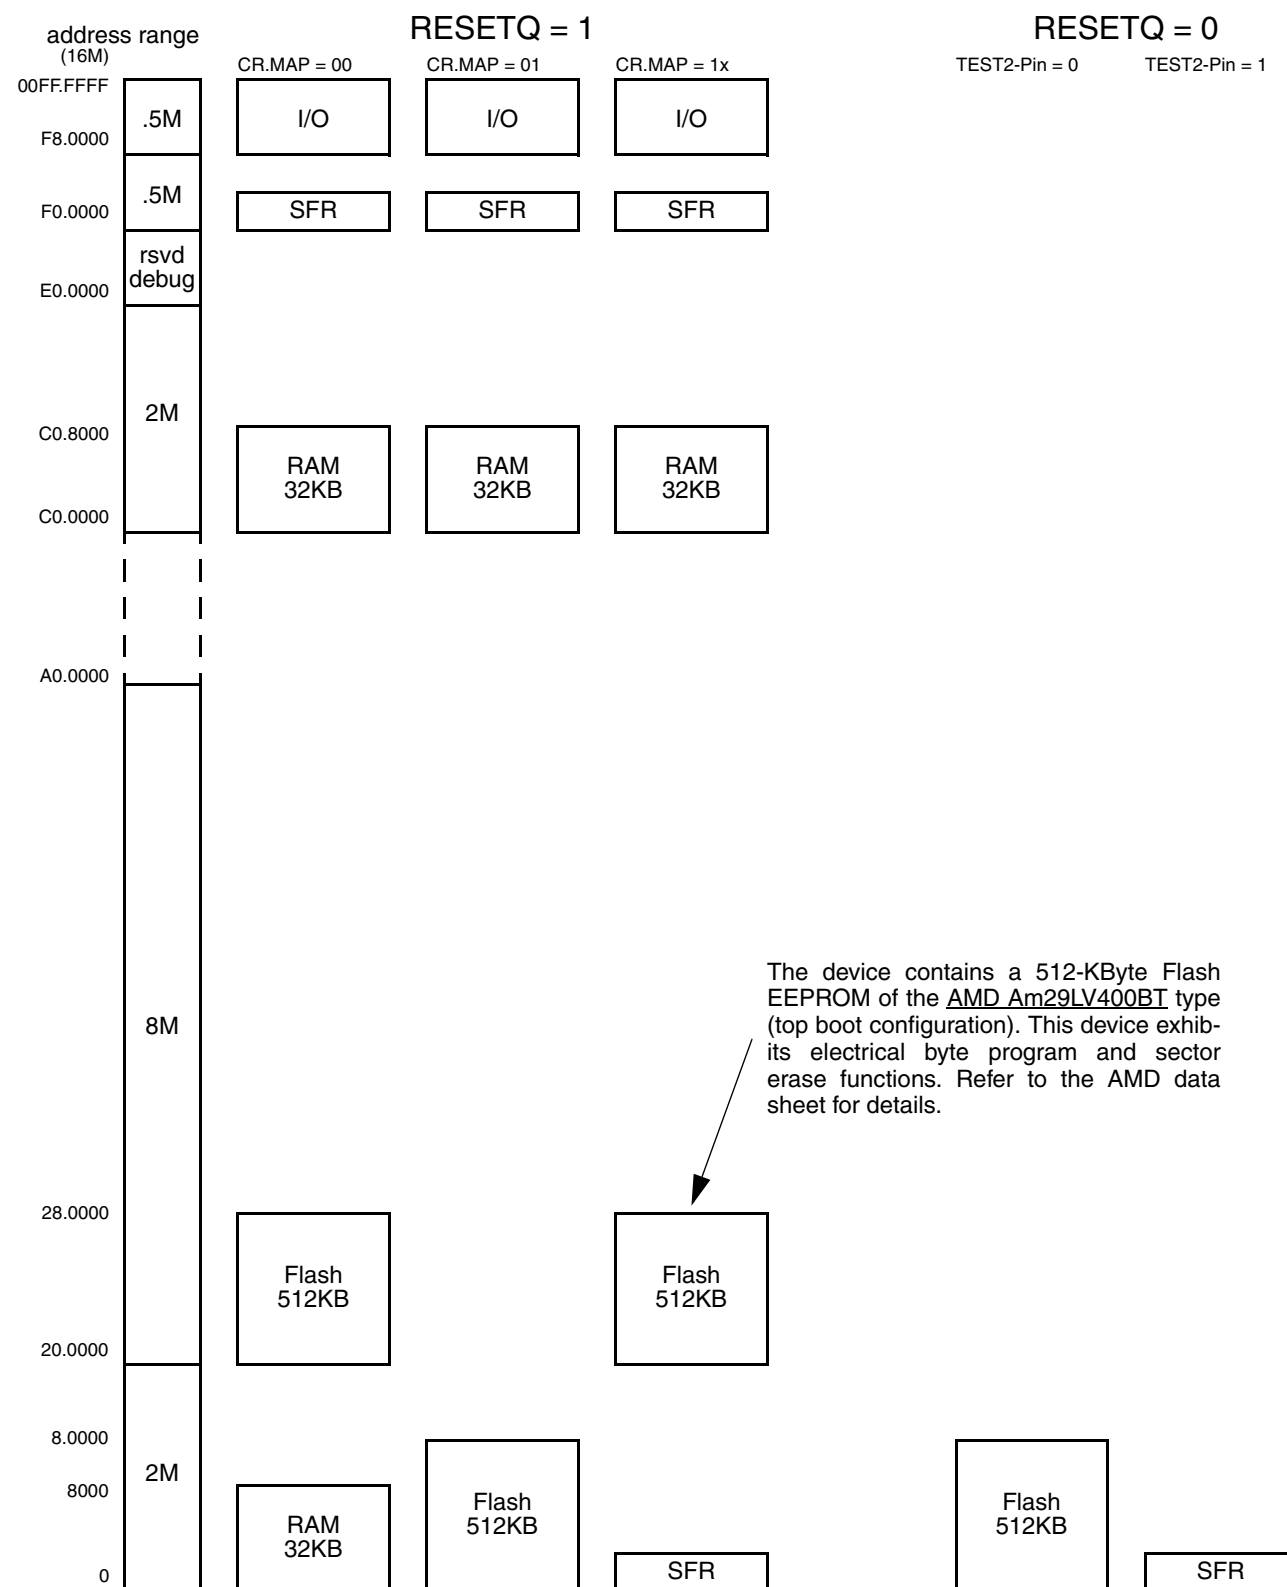 address range
(16M)
RESETQ = 1
RESETQ = 0
CR.MAP = 00
CR.MAP = 01
CR.MAP = 1x
TEST2-Pin = 0
TEST2-Pin = 1
00FF.FFFF
.5M
I/O
I/O
I/O
F8.0000
.5M
F0.0000
SFR
SFR
SFR
rsvd
debug
E0.0000
2M
C0.8000
RAM
32KB
RAM
32KB
RAM
32KB
C0.0000
A0.0000
8M
The device contains a 512-KByte Flash
EEPROM of the AMD Am29LV400BT type
(top boot configuration). This device exhib-
its electrical byte program and sector
erase functions. Refer to the AMD data
sheet for details.
28.0000
Flash
512KB
Flash
512KB
20.0000
8.0000
2M
8000
RAM
32KB
Flash
512KB
SFR
Flash
512KB
SFR
0